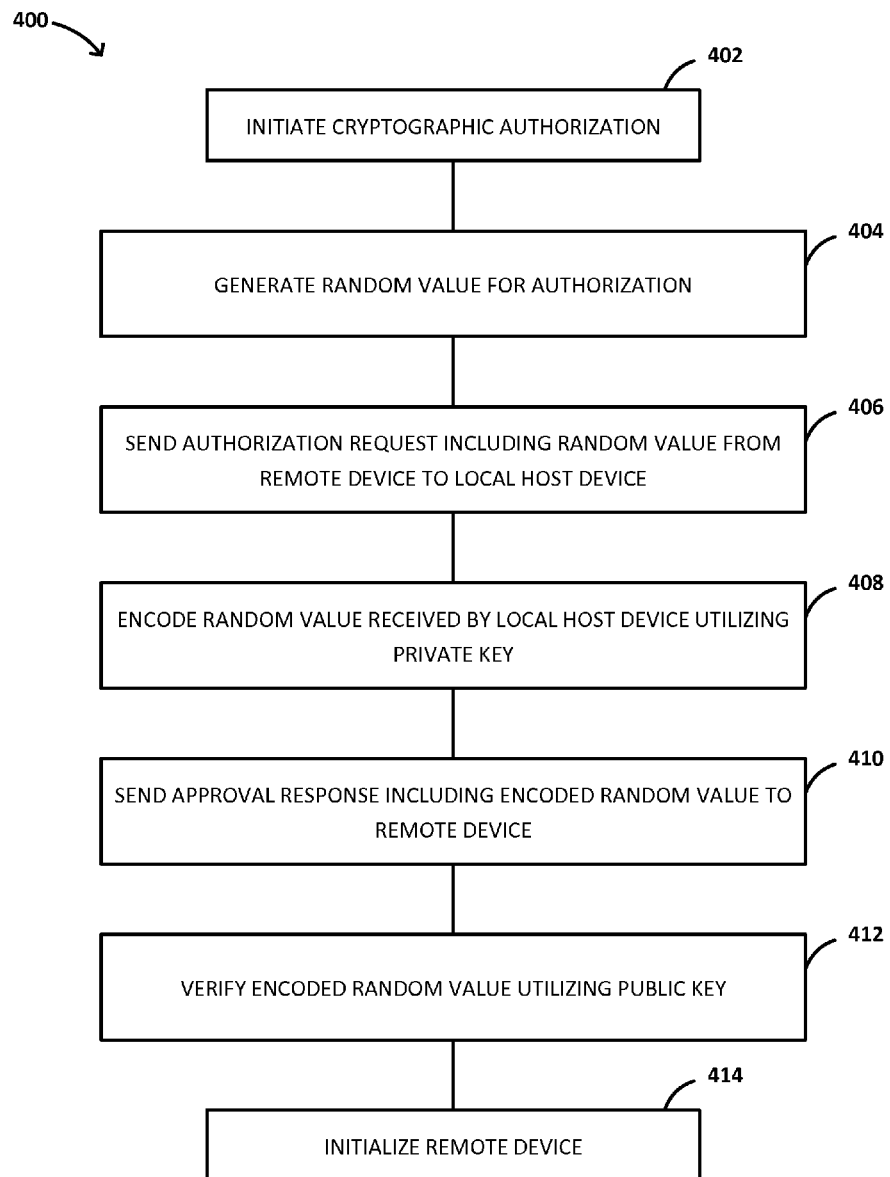 400
402
INITIATE CRYPTOGRAPHIC AUTHORIZATION
404
GENERATE RANDOM VALUE FOR AUTHORIZATION
406
SEND AUTHORIZATION REQUEST INCLUDING RANDOM VALUE FROM
REMOTE DEVICE TO LOCAL HOST DEVICE
408
ENCODE RANDOM VALUE RECEIVED BY LOCAL HOST DEVICE UTILIZING
PRIVATE KEY
410
SEND APPROVAL RESPONSE INCLUDING ENCODED RANDOM VALUE TO
REMOTE DEVICE
412
VERIFY ENCODED RANDOM VALUE UTILIZING PUBLIC KEY
414
INITIALIZE REMOTE DEVICE